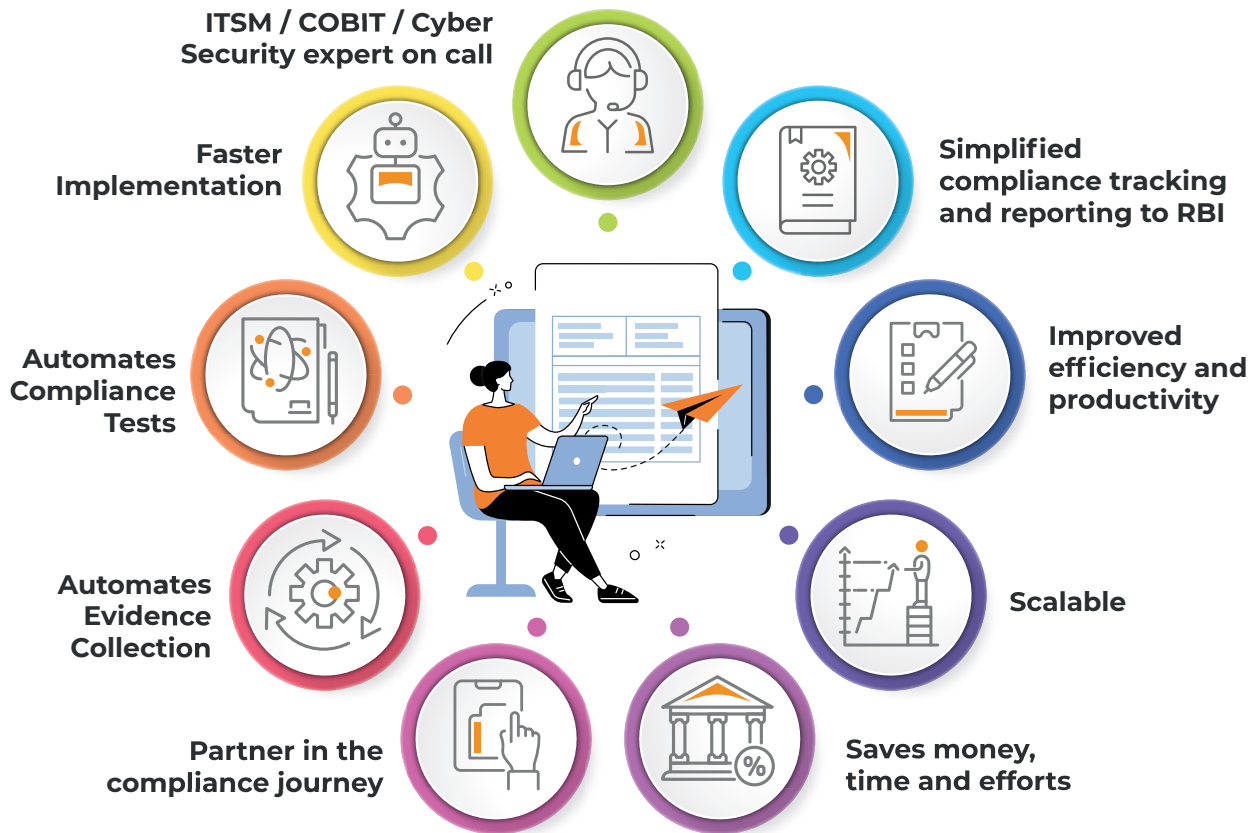 ITSM / COBIT / Cyber
Security expert on call
Simplified
compliance tracking
and reporting to RBI
Improved
efficiency and
productivity
Scalable
Saves money,
time and efforts
%
Partner in the
compliance journey
Automates
Evidence
Collection
Automates
Compliance
Tests
Faster
Implementation